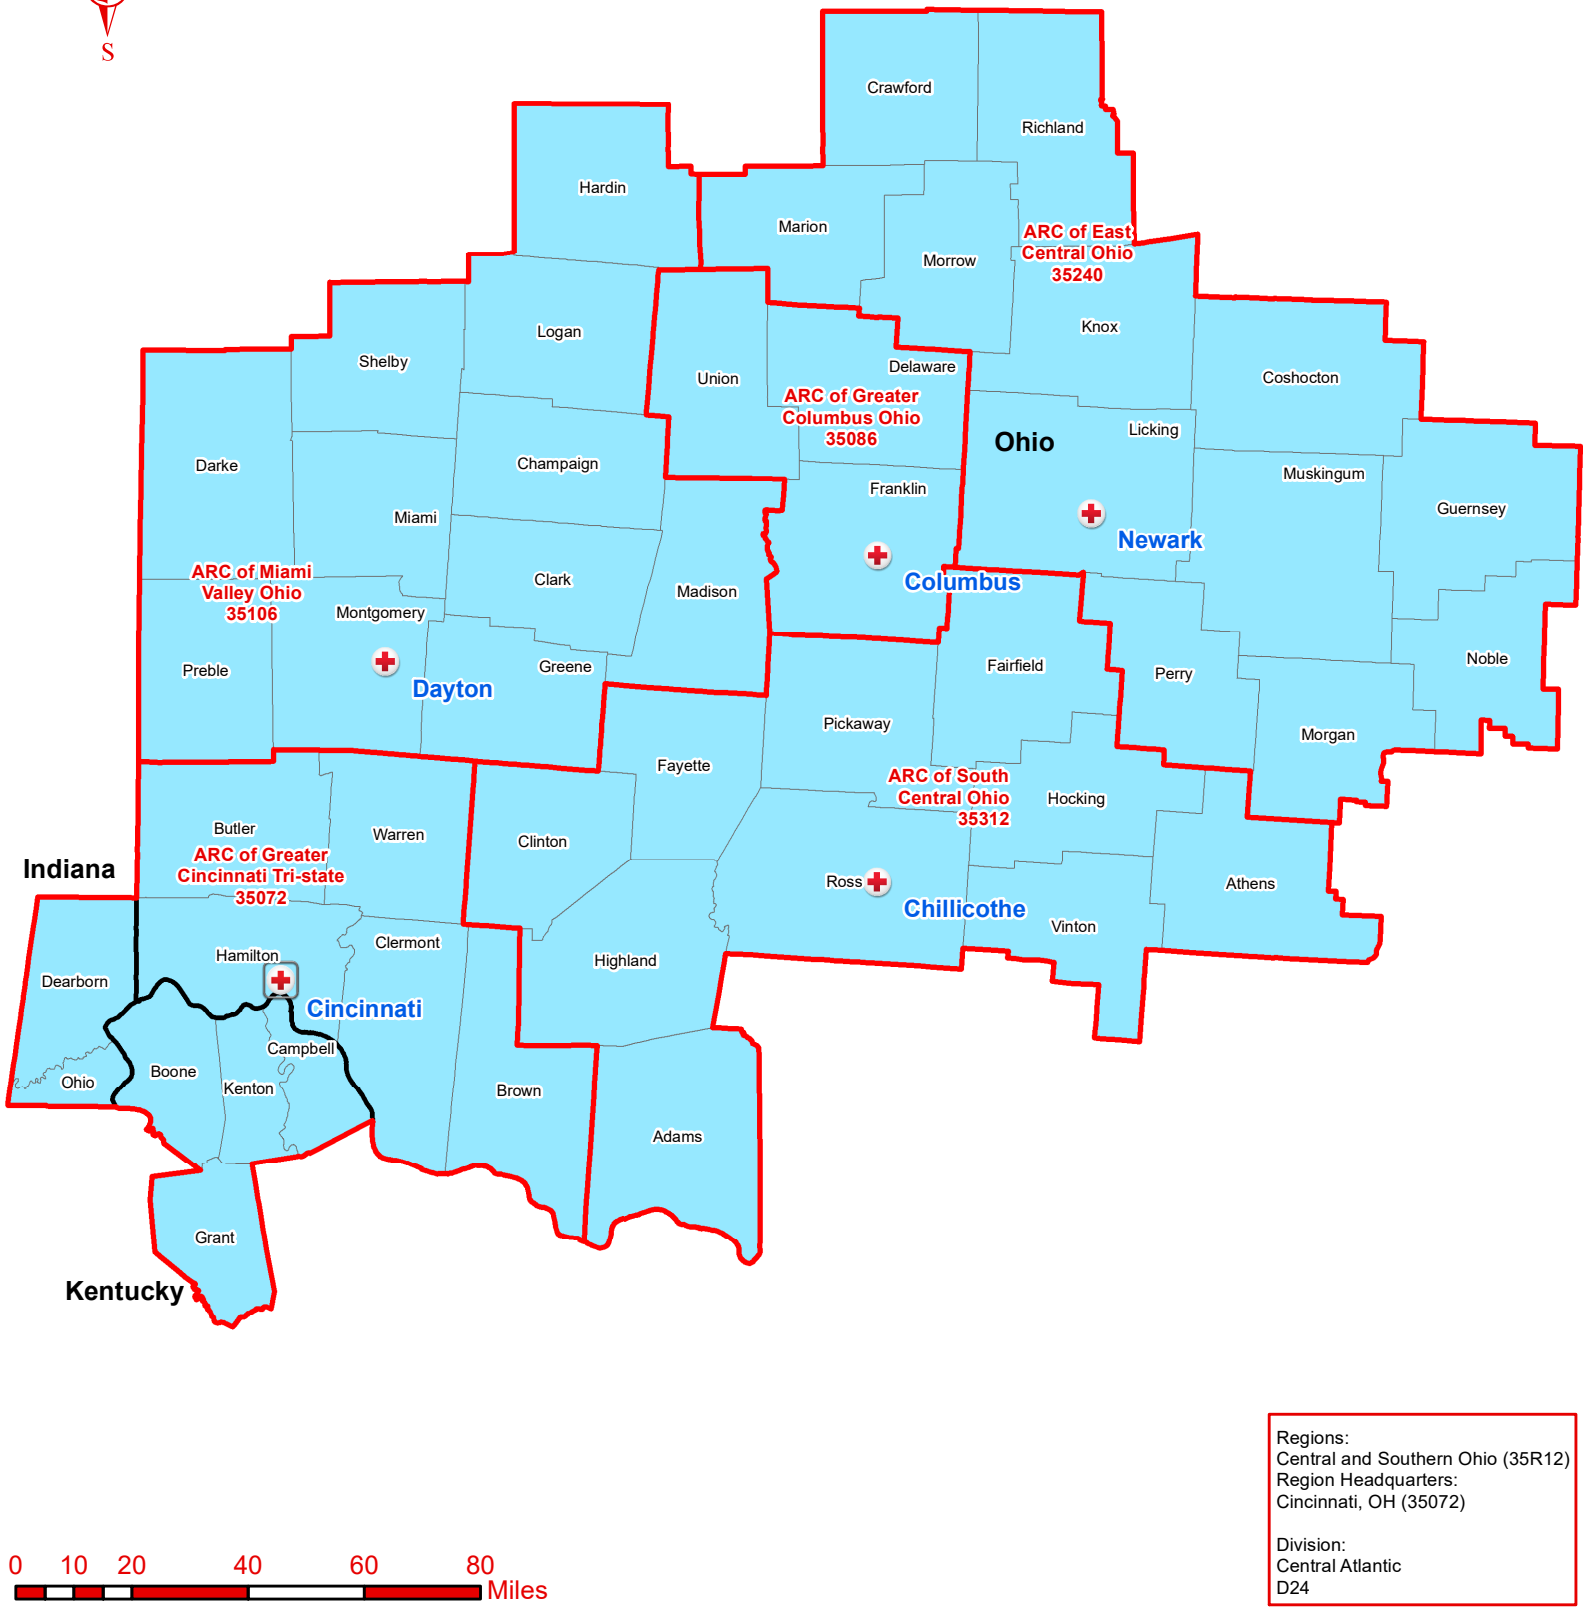 S
Crawford
Richland
Hardin
Marion
Morrow
ARC of East
Central Ohio
35240
Knox
Logan
Shelby
Union
Delaware
ARC of Greater
Columbus Ohio
35086
Coshocton
Ohio
Licking
Darke
Champaign
Muskingum
Franklin
Guernsey
Miami
Newark
ARC of Miami
Valley Ohio
35106
Clark
Columbus
Madison
Montgomery
Preble
Greene
Dayton
Fairfield
Perry
Noble
Pickaway
Morgan
Fayette
ARC of South
Central Ohio
35312
Hocking
Butler
Warren
Clinton
ARC of Greater
Cincinnati Tri-state
35072
Indiana
Ross
Chillicothe
Athens
Vinton
Clermont
Hamilton
Highland
Dearborn
Cincinnati
Campbell
Boone
Ohio
Kenton
Brown
Adams
Grant
Kentucky
Regions:
Central and Southern Ohio (35R12)
Region Headquarters:
Cincinnati, OH (35072)
Division:
Central Atlantic
D24
0 10 20 40 60 80
Miles